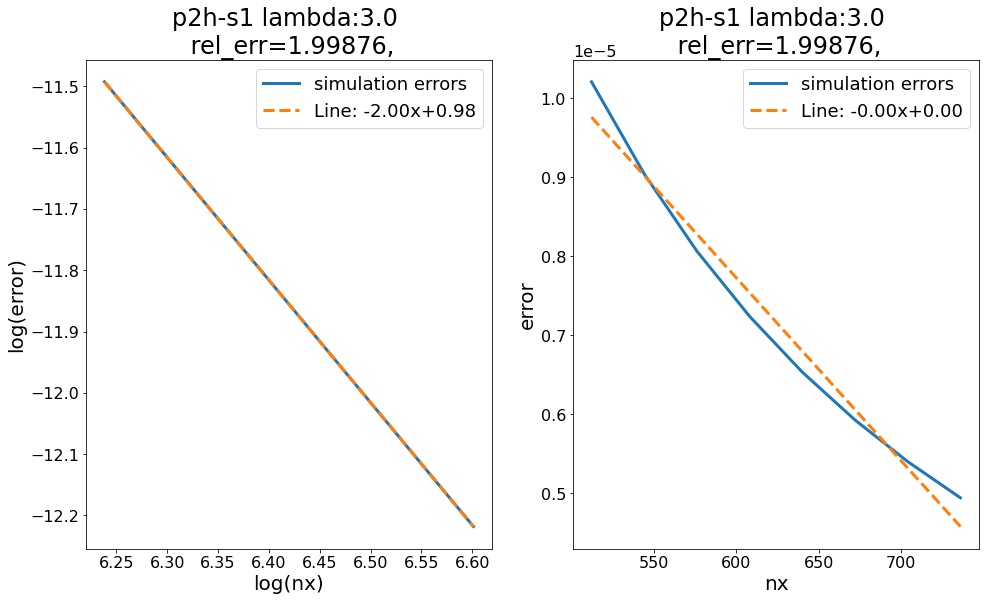 p2h-s1 lambda:3.0
rel_err=1.99876,
simulation errors
Line: -2.00x+0.98
log(error)
−11.5
−11.6
−11.7
−11.8
−11.9
−12.0
−12.1
−12.2
6.25 6.30 6.35 6.40 6.45 6.50 6.55 6.60
log(nx)
p2h-s1 lambda:3.0
rel_err=1.99876,
1e−5
simulation errors
Line: -0.00x+0.00
error
1.0
0.9
0.8
0.7
0.6
0.5
550 600 650 700
nx